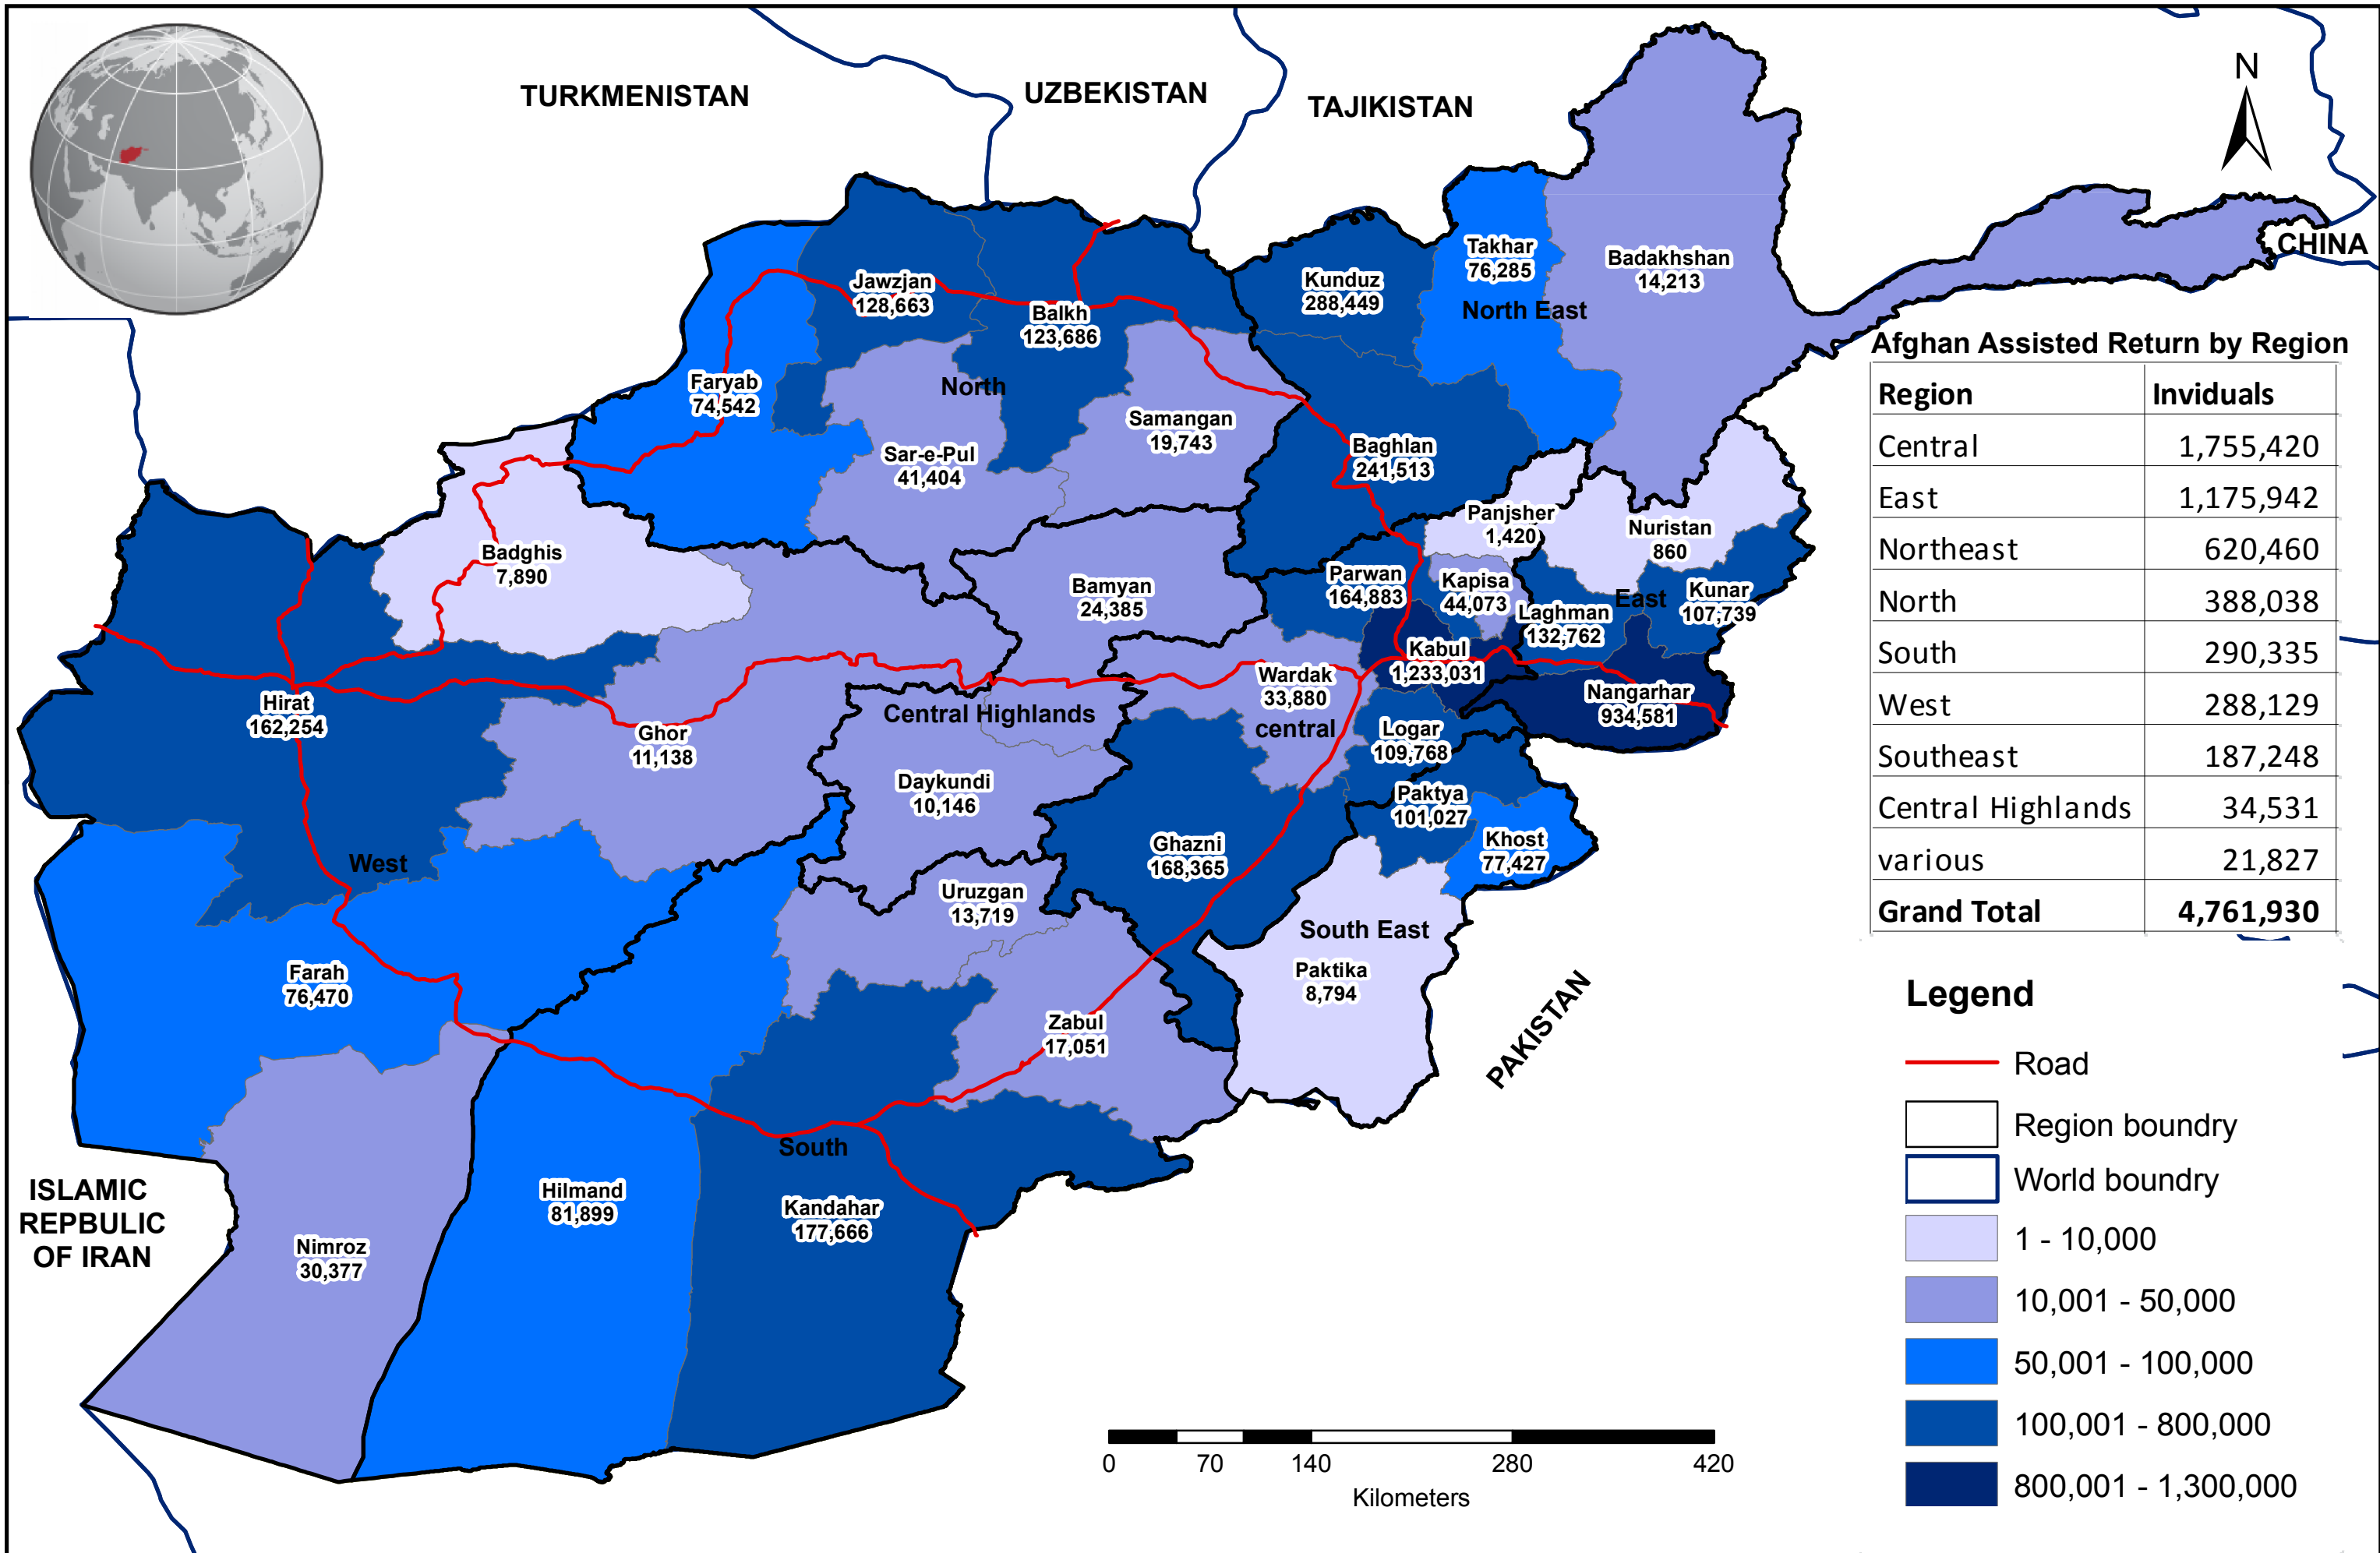 TURKMENISTAN
UZBEKISTAN
TAJIKISTAN
N
CHINA
Takhar
76,285
Badakhshan
14,213
North East
Jawzjan
128,663
Kunduz
288,449
Balkh
123,686
Faryab
74,542
North
Samangan
19,743
Sar-e-Pul
41,404
Baghlan
241,513
Panjsher
1,420
Nuristan
860
Badghis
7,890
Bamyan
24,385
Parwan
164,883
Kapisa
44,073
Laghman
132,762
East
Kunar
107,739
Kabul
1,233,031
Wardak
33,880
central
Nangarhar
934,581
Hirat
162,254
Ghor
11,138
Central Highlands
Logar
109,768
Daykundi
10,146
Paktya
101,027
Ghazni
168,365
Khost
77,427
West
Uruzgan
13,719
South East
Farah
76,470
Paktika
8,794
Zabul
17,051
PAKISTAN
South
Hilmand
81,899
Kandahar
177,666
ISLAMIC
REPBULIC
OF IRAN
Nimroz
30,377
Afghan Assisted Return by Region
Region Inviduals
Central 1,755,420
East 1,175,942
Northeast 620,460
North 388,038
South 290,335
West 288,129
Southeast 187,248
Central Highlands 34,531
various 21,827
Grand Total 4,761,930
Legend
Road
Region boundry
World boundry
1 - 10,000
10,001 - 50,000
50,001 - 100,000
100,001 - 800,000
800,001 - 1,300,000
0 70 140 280 420
Kilometers